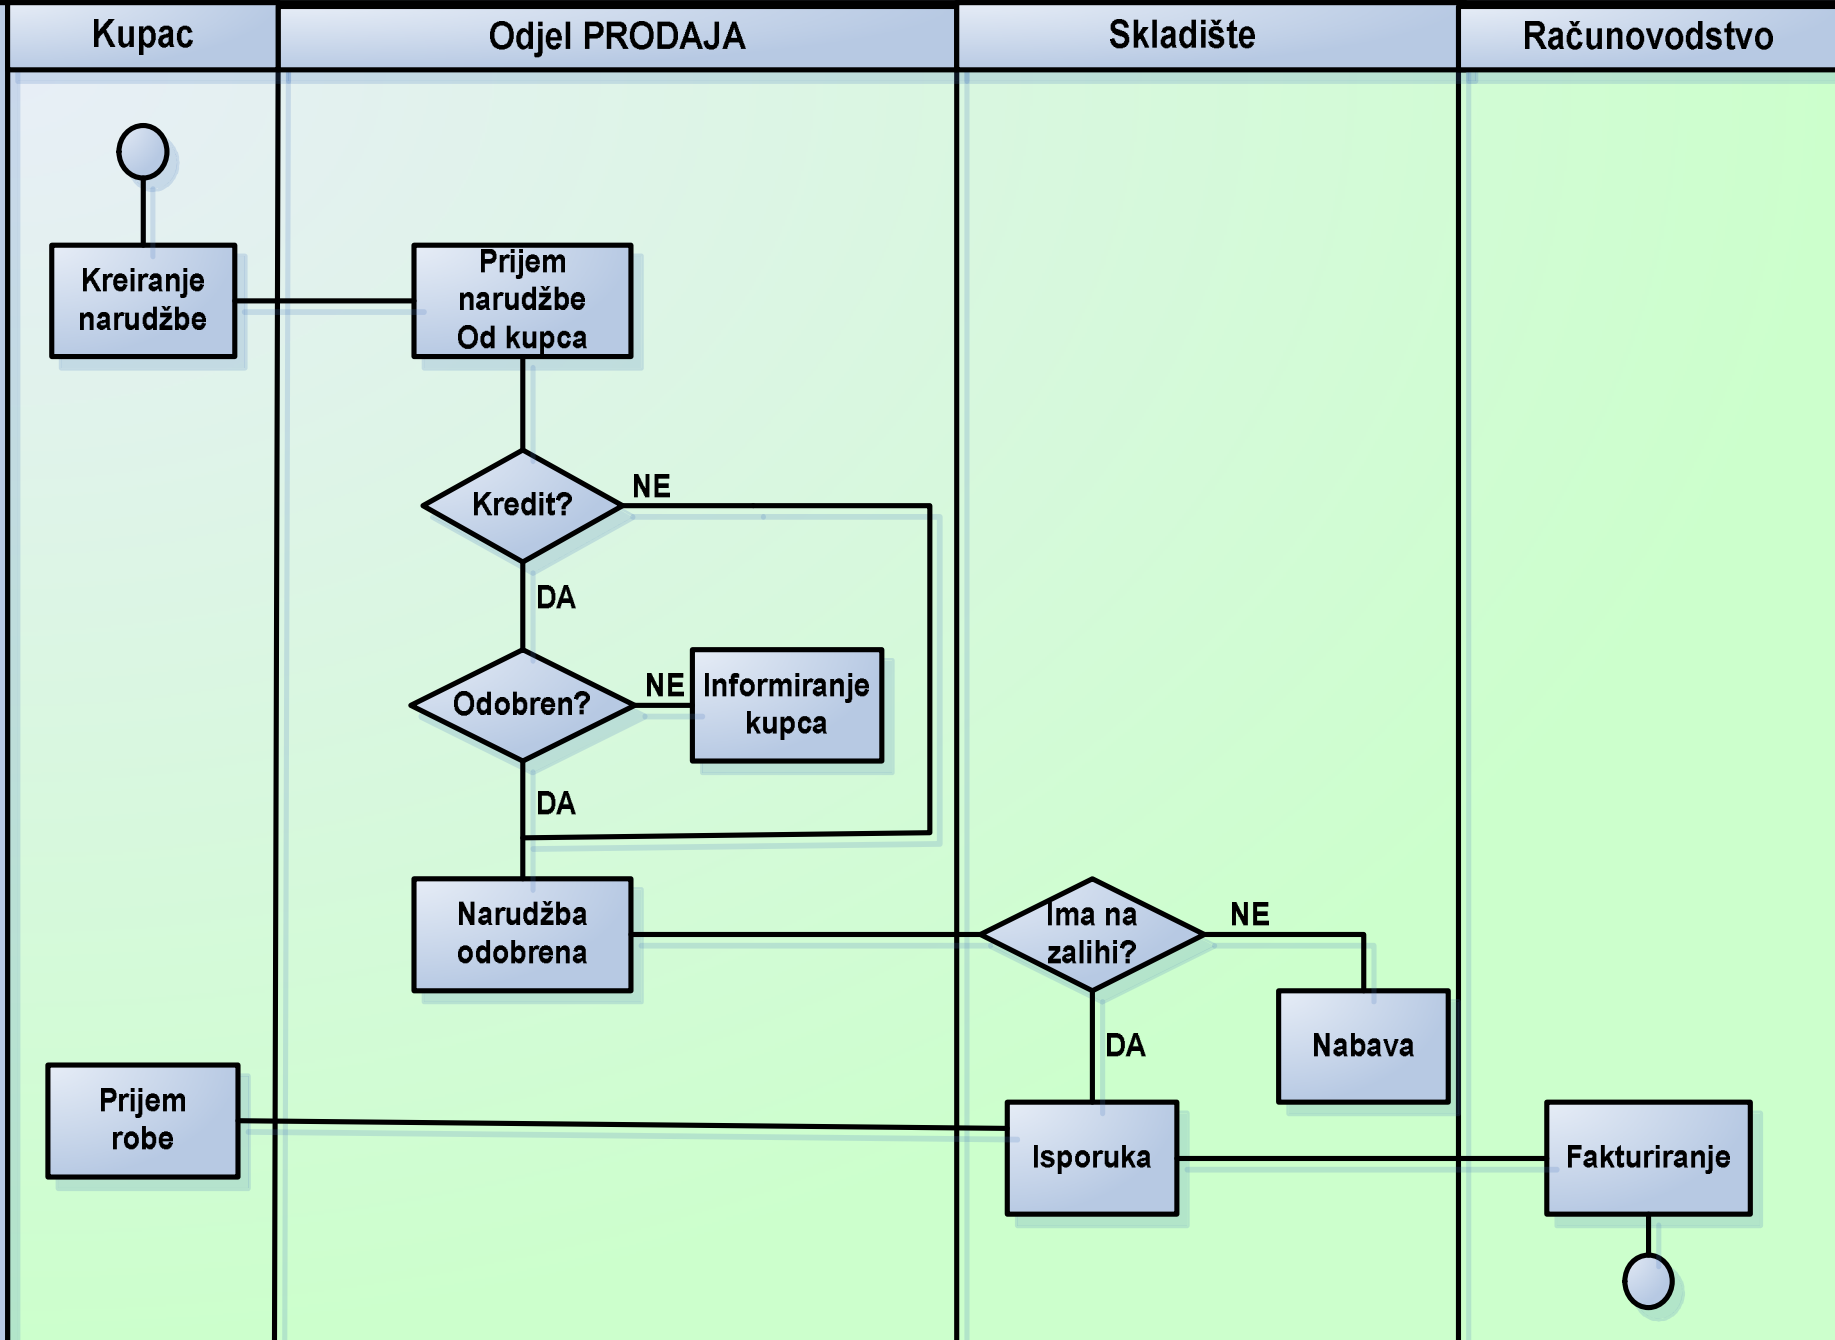 Kupac
Odjel PRODAJA
Skladište
Računovodstvo
Kreiranje
narudžbe
Prijem
narudžbe
Od kupca
Kredit?
NE
DA
Odobren?
NE
Informiranje
kupca
DA
Narudžba
odobrena
Ima na
zalihi?
NE
DA
Nabava
Prijem
robe
Isporuka
Fakturiranje